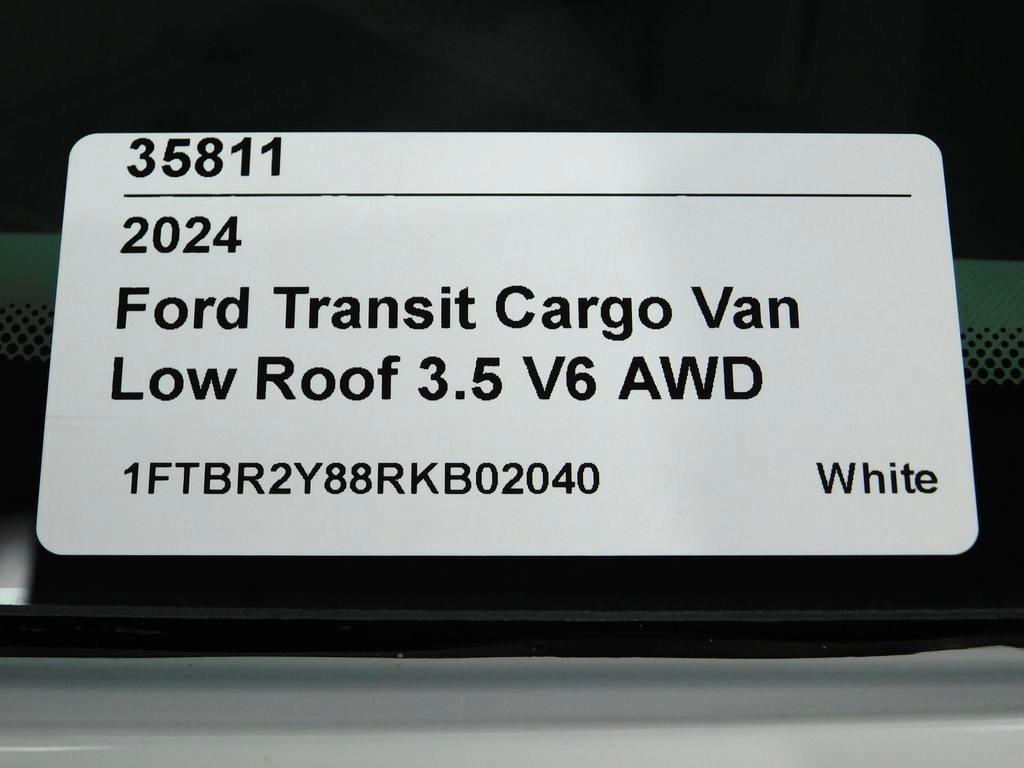 35811
2024
Ford Transit Cargo Van
Low Roof 3.5 V6 AWD
1FTBR2Y88RKB02040 White